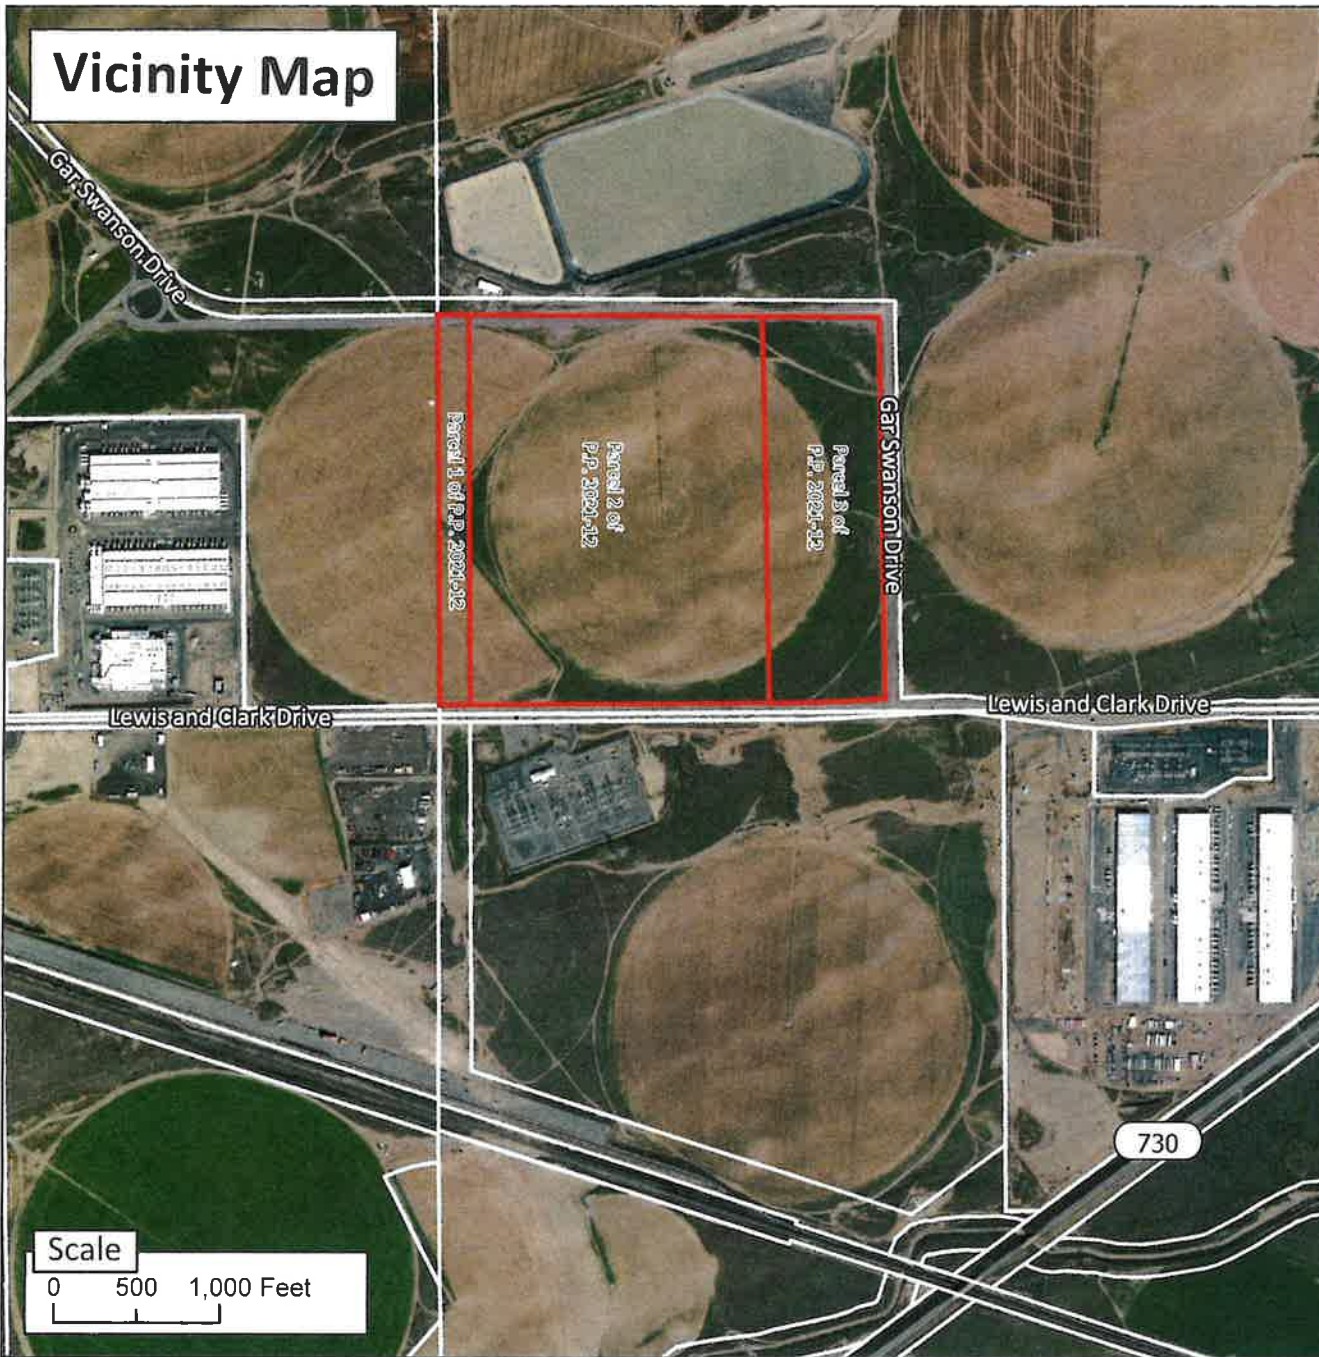 Vicinity Map
Gar Swanson Drive
Parcel 1 of P.P. 2021-12
Parcel 2 of
P.P. 2021-12
Parcel 3 of
P.P. 2021-12
Gar Swanson Drive
Lewis and Clark Drive
Lewis and Clark Drive
730
Scale
0 500 1,000 Feet